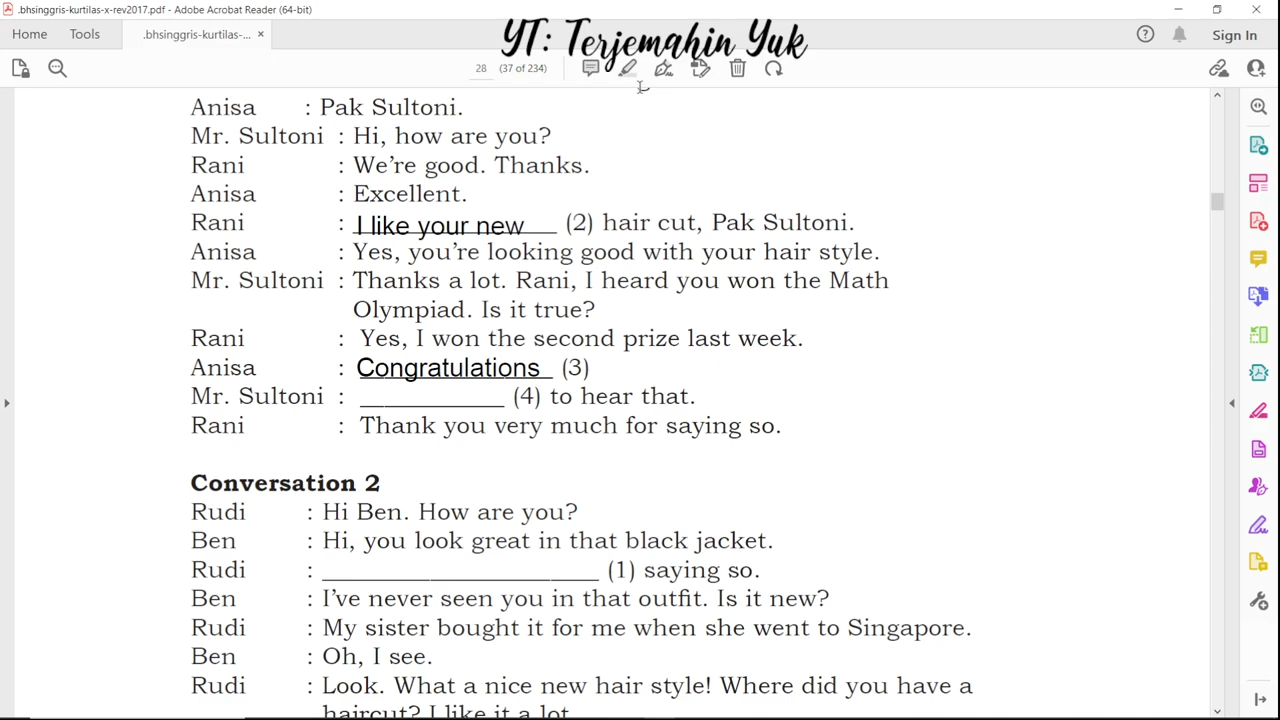 .bhsinggris-kurtilas-x-rev2017.pdf - Adobe Acrobat Reader (64-bit)
Home Tools .bhsinggris-kurtilas-... × Sign In
YT: Terjemahin Yuk
28 (37 of 234)
Anisa : Pak Sultoni.
Mr. Sultoni : Hi, how are you?
Rani : We're good. Thanks.
Anisa : Excellent.
Rani : I like your new (2) hair cut, Pak Sultoni.
Anisa : Yes, you're looking good with your hair style.
Mr. Sultoni : Thanks a lot. Rani, I heard you won the Math
Olympiad. Is it true?
Rani : Yes, I won the second prize last week.
Anisa : Congratulations (3)
Mr. Sultoni : ____________ (4) to hear that.
Rani : Thank you very much for saying so.
Conversation 2
Rudi : Hi Ben. How are you?
Ben : Hi, you look great in that black jacket.
Rudi : _______________________ (1) saying so.
Ben : I've never seen you in that outfit. Is it new?
Rudi : My sister bought it for me when she went to Singapore.
Ben : Oh, I see.
Rudi : Look. What a nice new hair style! Where did you have a
haircut? I like it a lot.